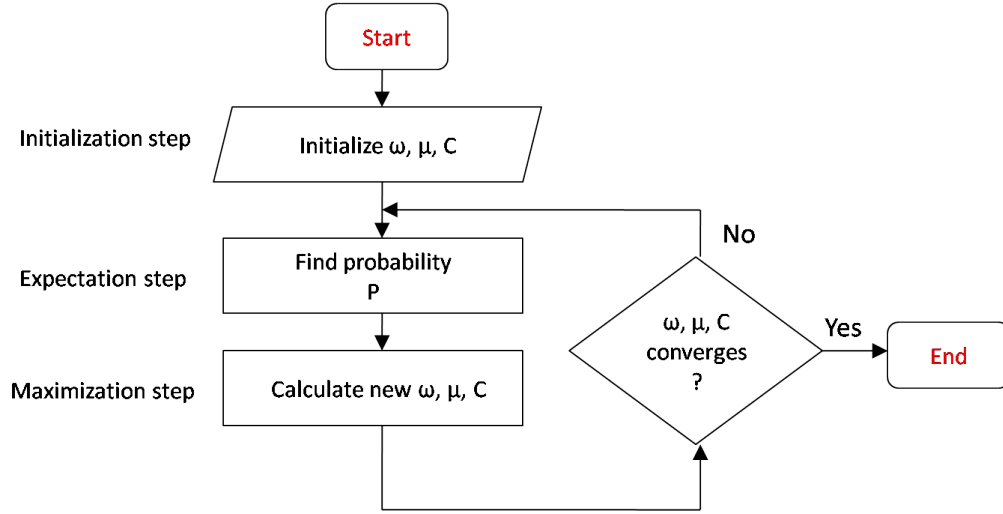 Start
Initialization step
Initialize ω, μ, C
No
Expectation step
Find probability
P
ω, μ, C
converges
?
Yes
End
Maximization step
Calculate new ω, μ, C